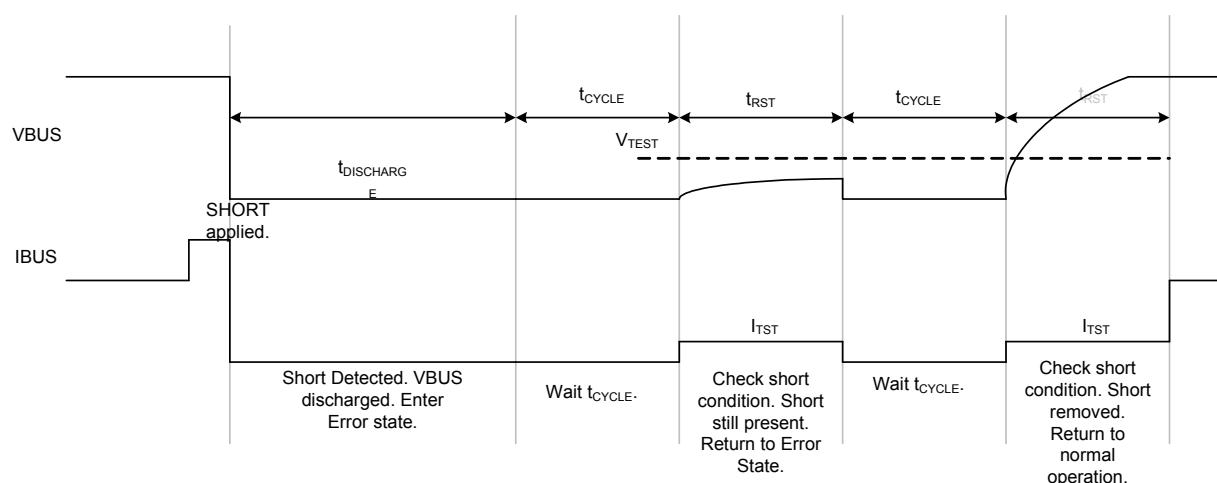 tCYCLE
tRST
tCYCLE
tRST
VBUS
VTEST
tDISCHARG
E
SHORT
applied.
IBUS
ITST
ITST
Short Detected. VBUS
discharged. Enter
Error state.
Wait tCYCLE.
Check short
condition. Short
still present.
Return to Error
State.
Wait tCYCLE.
Check short
condition. Short
removed.
Return to
normal
operation.